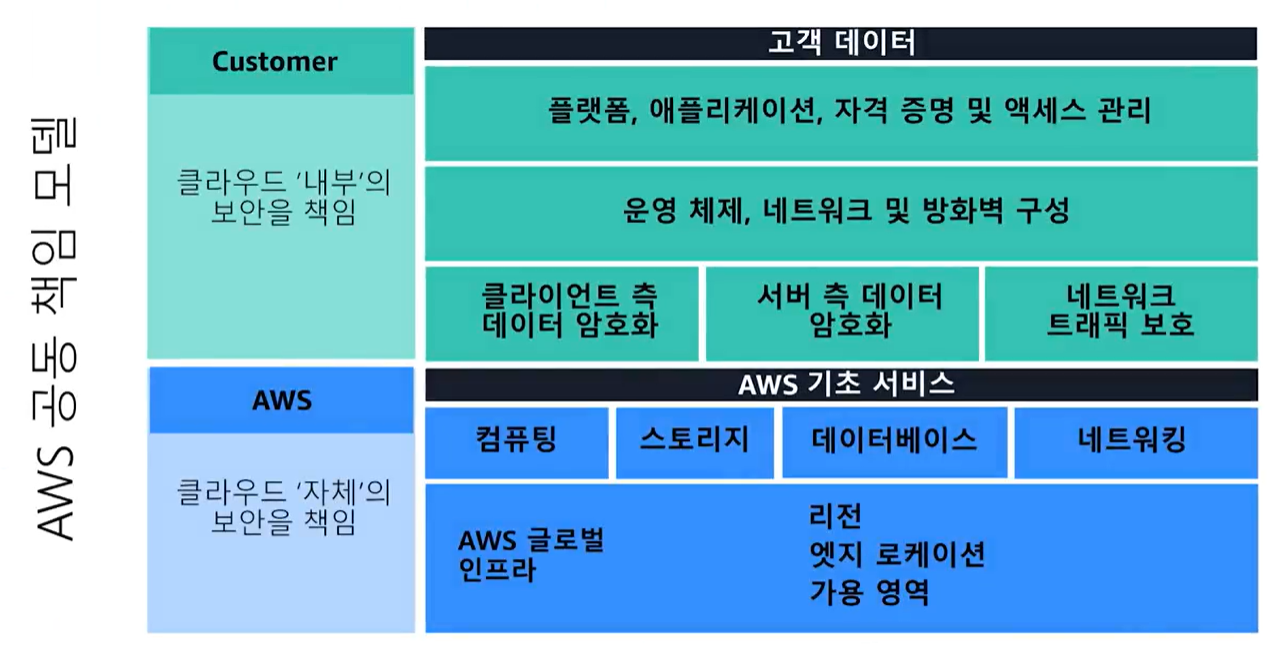 AWS 공동 책임 모델
Customer
클라우드 ‘내부’의
보안을 책임
고객 데이터
플랫폼, 애플리케이션, 자격 증명 및 액세스 관리
운영 체제, 네트워크 및 방화벽 구성
클라이언트 측
데이터 암호화
서버 측 데이터
암호화
네트워크
트래픽 보호
AWS
클라우드 ‘자체’의
보안을 책임
AWS 기초 서비스
컴퓨팅
스토리지
데이터베이스
네트워킹
AWS 글로벌
인프라
리전
엣지 로케이션
가용 영역